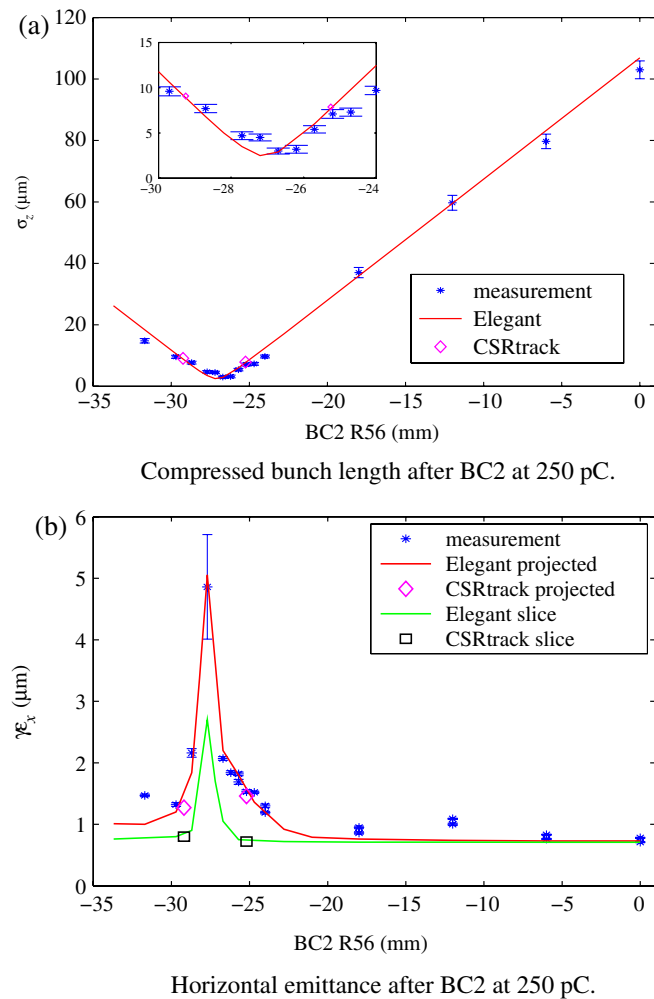 (a)
120
100
80
60
40
20
0
σz (μm)
15
10
5
0
−30 −28 −26 −24
measurement
Elegant
CSRtrack
−35 −30 −25 −20 −15 −10 −5 0
BC2 R56 (mm)
Compressed bunch length after BC2 at 250 pC.
(b)
6
5
4
3
2
1
0
γεx (μm)
measurement
Elegant projected
CSRtrack projected
Elegant slice
CSRtrack slice
−35 −30 −25 −20 −15 −10 −5 0
BC2 R56 (mm)
Horizontal emittance after BC2 at 250 pC.